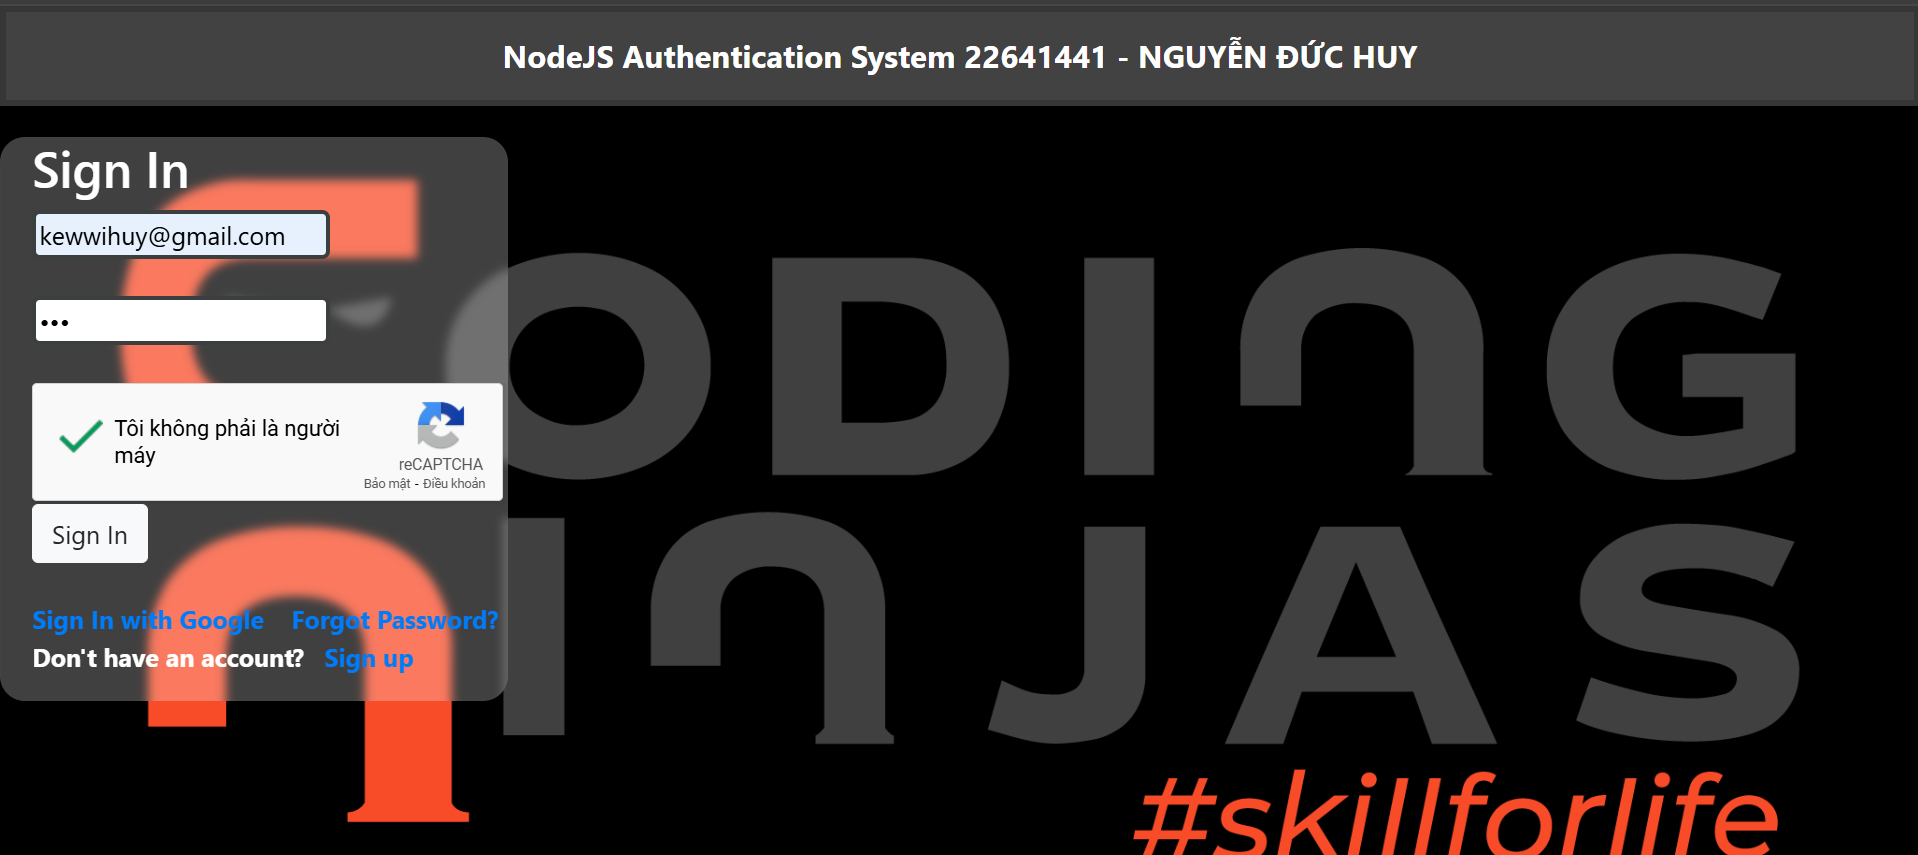 NodeJS Authentication System 22641441 - NGUYỄN ĐỨC HUY
Sign In
kewwihuy@gmail.com
•••
Tôi không phải là người
máy
reCAPTCHA
Bảo mật - Điều khoản
Sign In
Sign In with Google Forgot Password?
Don't have an account? Sign up
CODING
NINJAS
#skillforlife